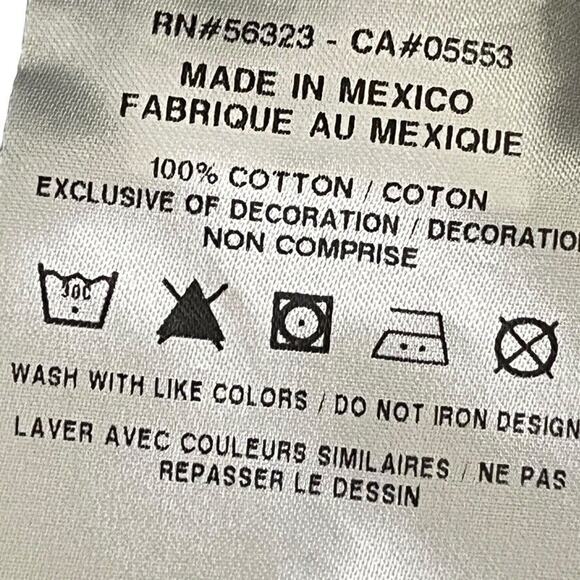 RN#56323 - CA#05553
MADE IN MEXICO
FABRIQUE AU MEXIQUE
100% COTTON / COTON
EXCLUSIVE OF DECORATION / DECORATION
NON COMPRISE
30C
WASH WITH LIKE COLORS / DO NOT IRON DESIGN
LAVER AVEC COULEURS SIMILAIRES / NE PAS
REPASSER LE DESSIN